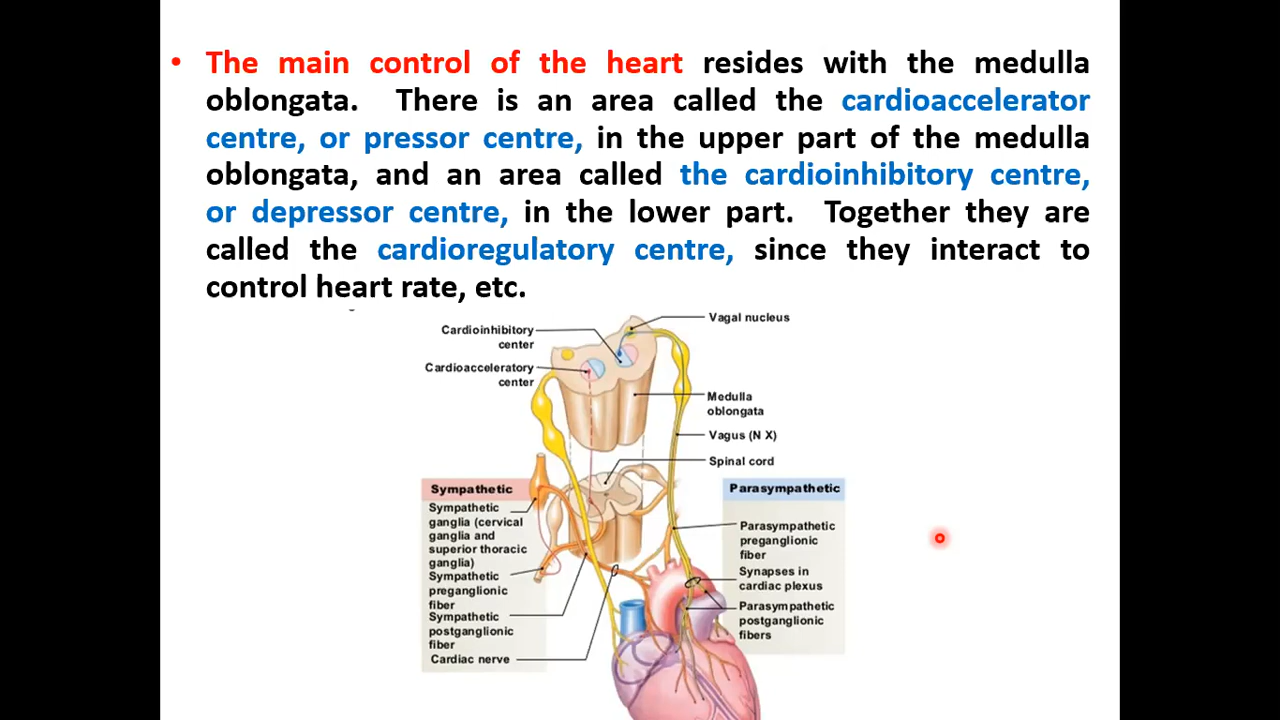 • The main control of the heart resides with the medulla
oblongata. There is an area called the cardioaccelerator
centre, or pressor centre, in the upper part of the medulla
oblongata, and an area called the cardioinhibitory centre,
or depressor centre, in the lower part. Together they are
called the cardioregulatory centre, since they interact to
control heart rate, etc.
Vagal nucleus
Cardioinhibitory
center
Cardioacceleratory
center
Medulla
oblongata
Vagus (N X)
Spinal cord
Sympathetic
Sympathetic
ganglia (cervical
ganglia and
superior thoracic
ganglia)
Sympathetic
preganglionic
fiber
Sympathetic
postganglionic
fiber
Cardiac nerve
Parasympathetic
Parasympathetic
preganglionic
fiber
Synapses in
cardiac plexus
Parasympathetic
postganglionic
fibers